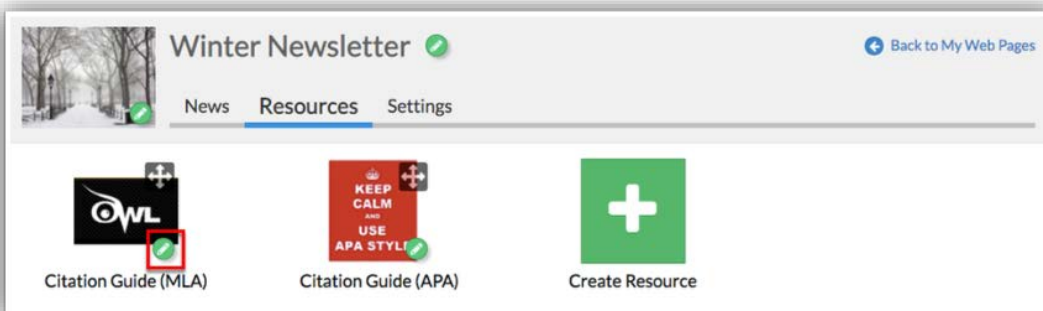 Winter Newsletter
Back to My Web Pages
News Resources Settings
OWL
KEEP
CALM
AND
USE
APA STYLE
Citation Guide (MLA) Citation Guide (APA) Create Resource